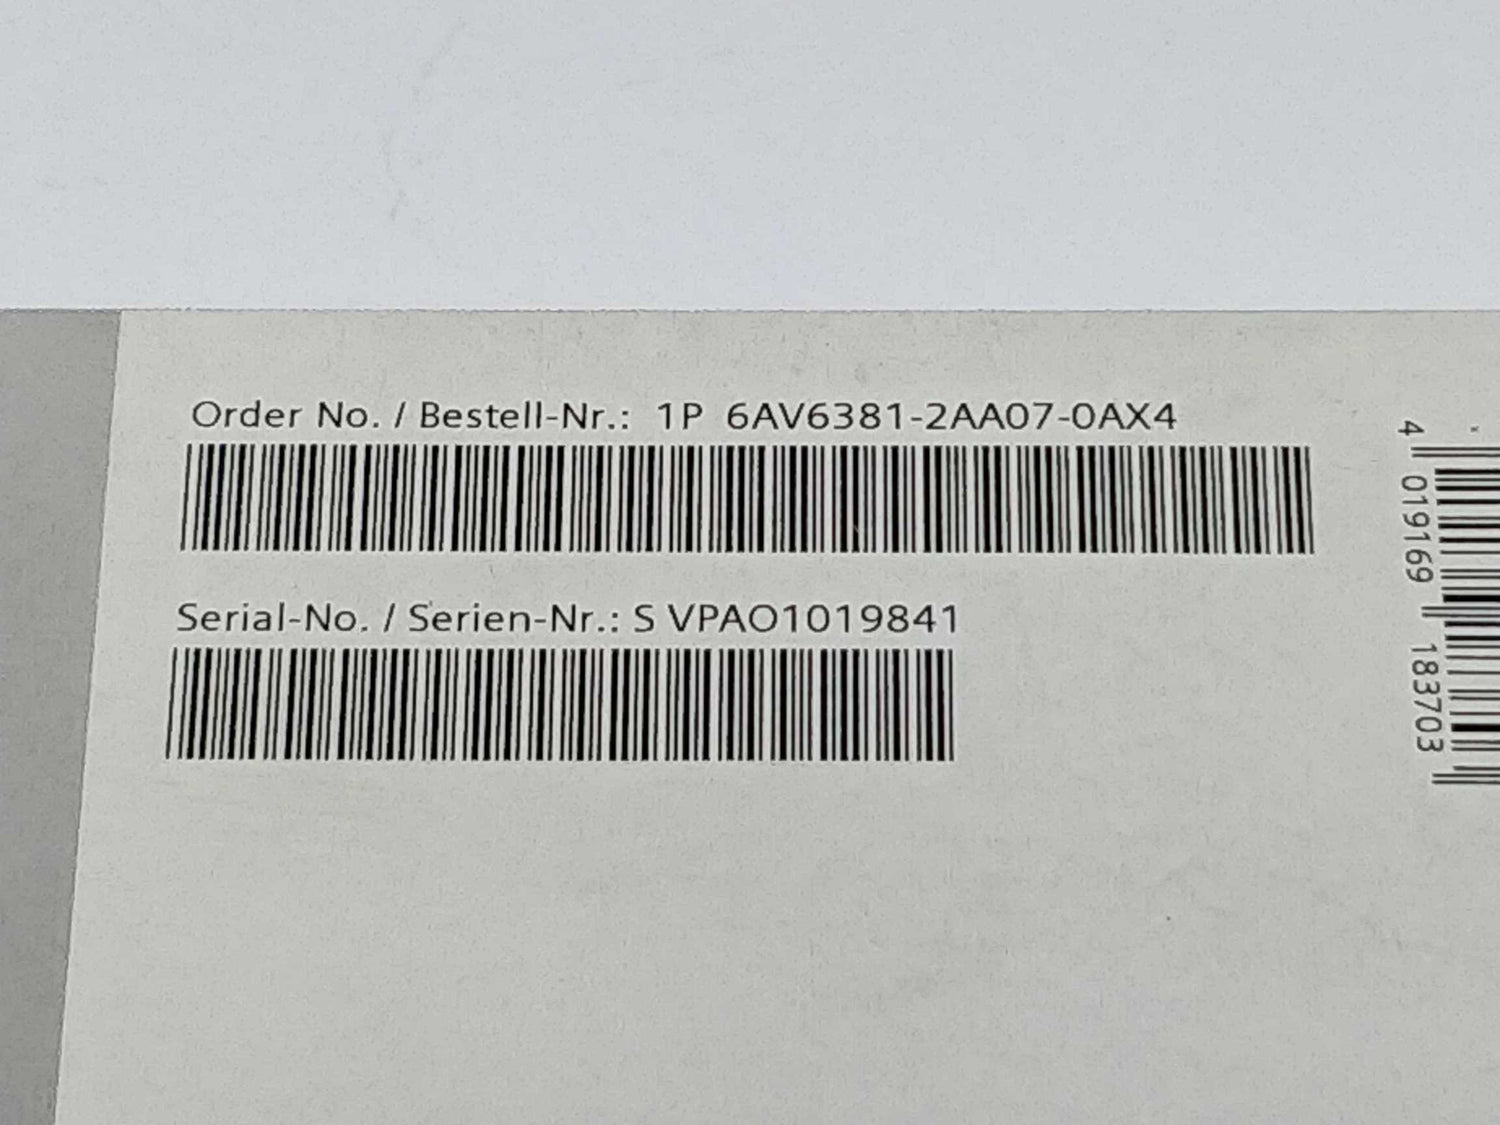 Order No. / Bestell-Nr.: 1P 6AV6381-2AA07-0AX4
Serial-No. / Serien-Nr.: S VPAO1019841
4 019169 183703